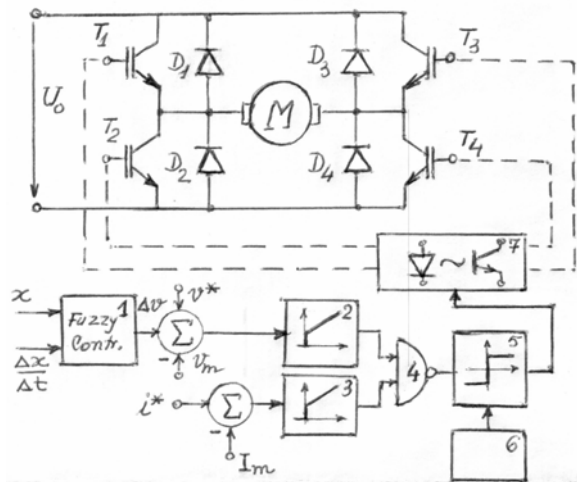 T1
D1
D3
T3
U0
M
T2
D2
D4
T4
7
x
Fuzzy
Contr.
1
Δv
v*
Σ
-
vm
2
Δx
Δt
i*
Σ
-
Im
3
4
5
6